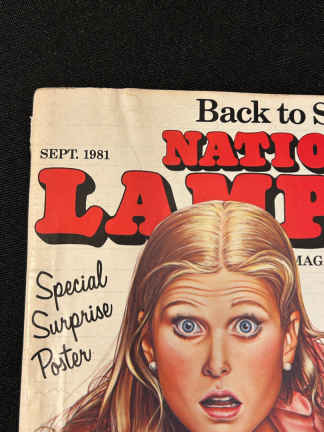 Back to S
SEPT. 1981
NATIO
LAMP
MAG
Special
Surprise
Poster